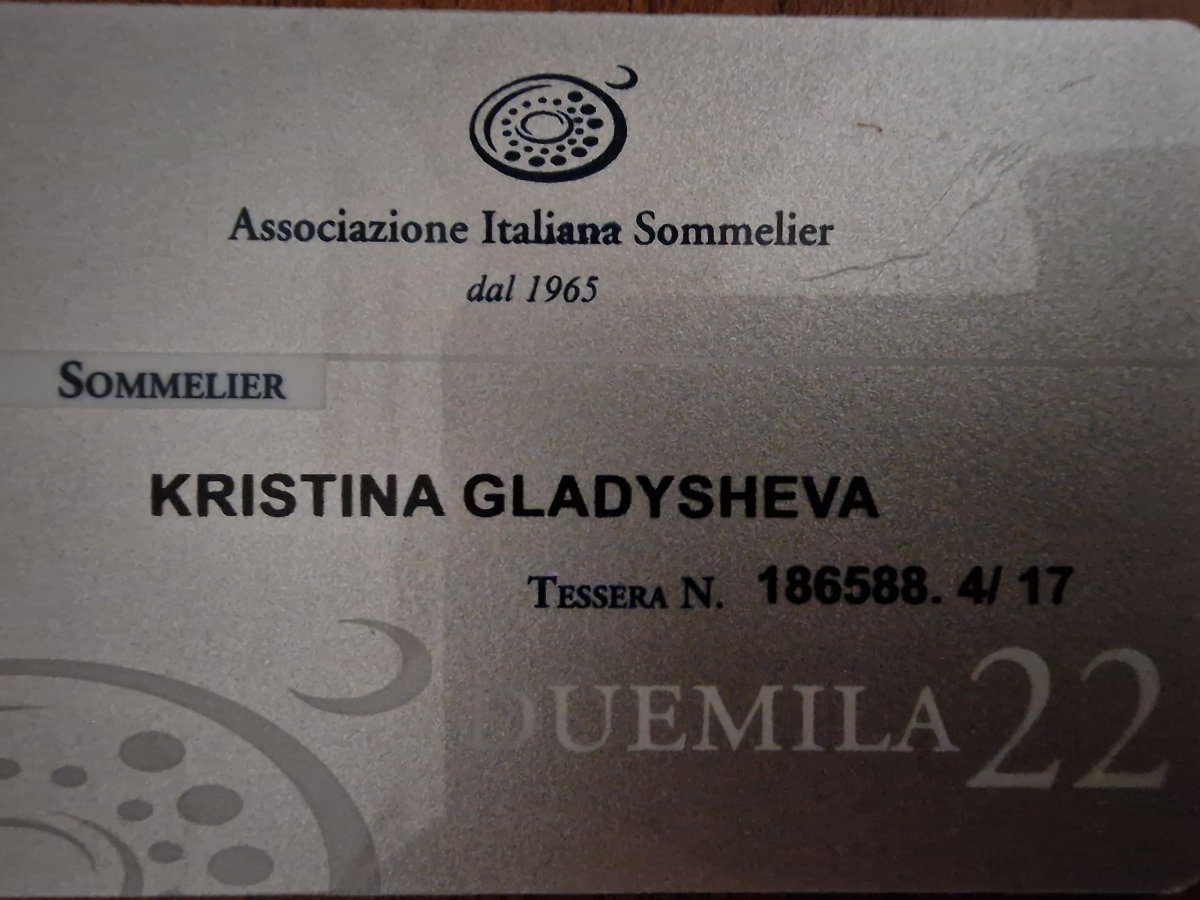 Associazione Italiana Sommelier
dal 1965
SOMMELIER
KRISTINA GLADYSHEVA
TESSERA N. 186588. 4/ 17
DUEMILA22